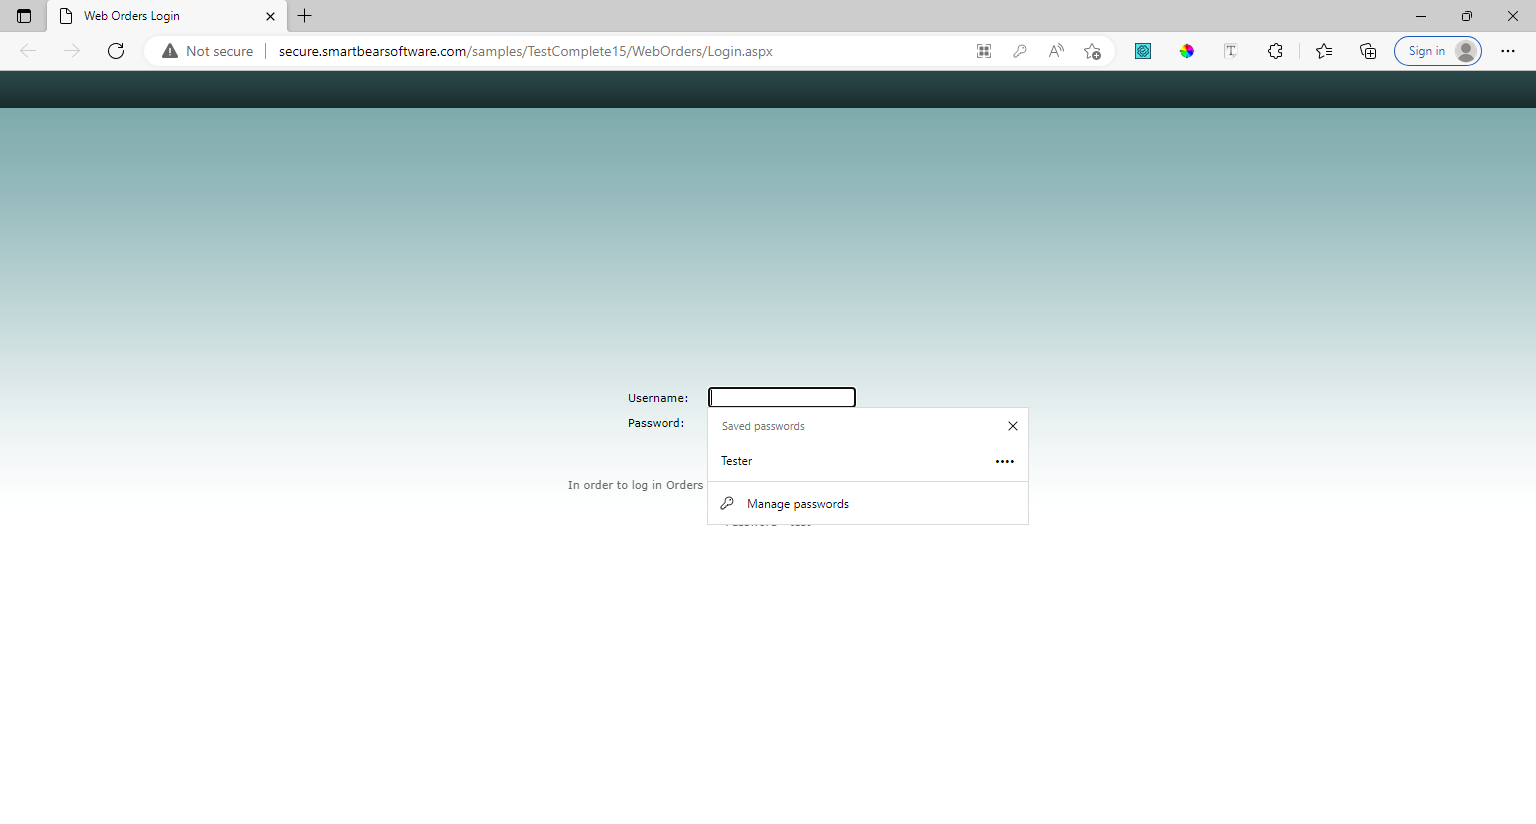 Web Orders Login
Not secure
secure.smartbearsoftware.com/samples/TestComplete15/WebOrders/Login.aspx
Sign in
Username:
Password:
Saved passwords
Tester
In order to log in Orders
Manage passwords